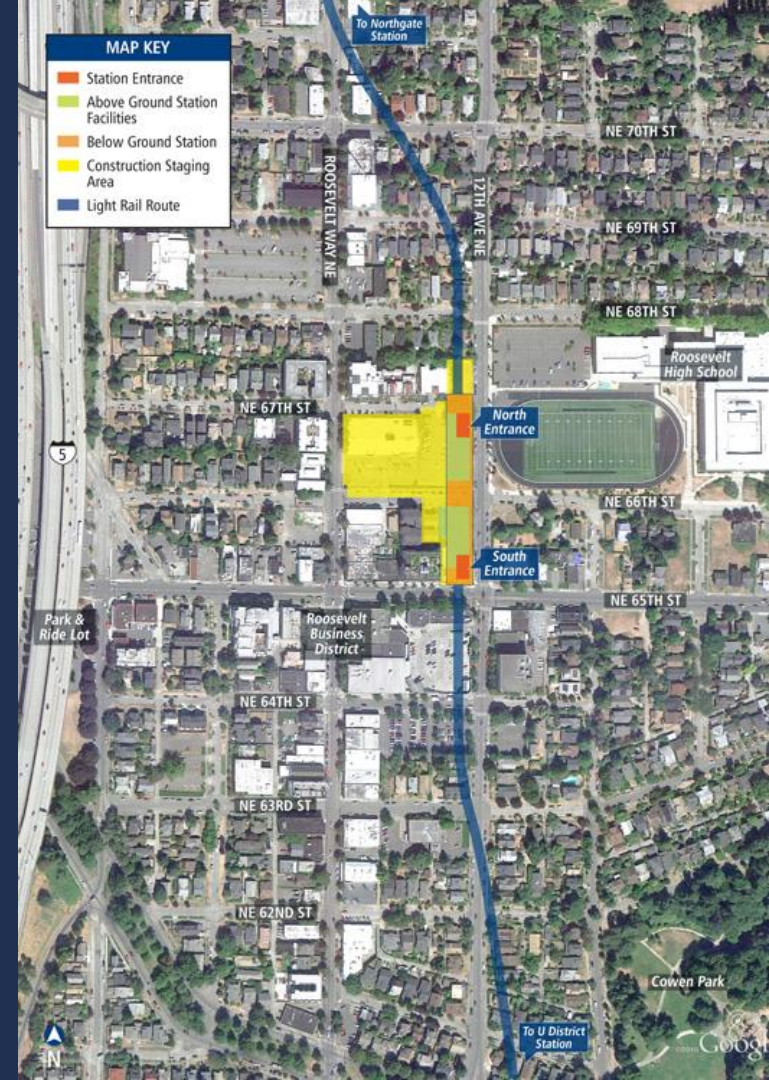 To Northgate
Station
MAP KEY
Station Entrance
Above Ground Station
Facilities
Below Ground Station
Construction Staging
Area
Light Rail Route
NE 70TH ST
ROOSEVELT WAY NE
12TH AVE NE
NE 69TH ST
NE 68TH ST
Roosevelt
High School
NE 67TH ST
North
Entrance
5
NE 66TH ST
South
Entrance
NE 65TH ST
Park &
Ride Lot
Roosevelt
Business
District
NE 64TH ST
NE 63RD ST
NE 62ND ST
Cowen Park
To U District
Station
N
Google